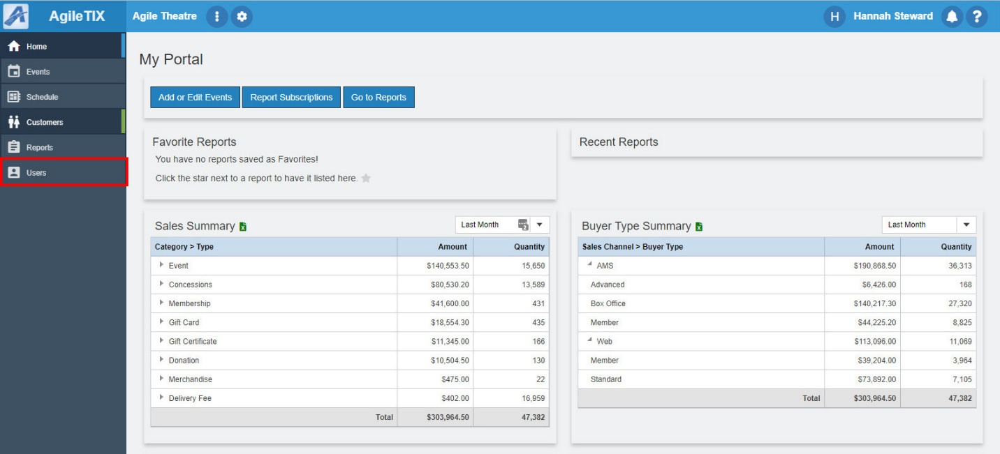 AgileTIX
Agile Theatre
H Hannah Steward ?
Home
Events
Schedule
Customers
Reports
Users
My Portal
Add or Edit Events Report Subscriptions Go to Reports
Favorite Reports
You have no reports saved as Favorites!
Click the star next to a report to have it listed here.
Recent Reports
Sales Summary Last Month
Category > Type Amount Quantity
Event $140,553.50 15,650
Concessions $80,530.20 13,589
Membership $41,600.00 431
Gift Card $18,554.30 435
Gift Certificate $11,345.00 166
Donation $10,504.50 130
Merchandise $475.00 22
Delivery Fee $402.00 16,959
Total $303,964.50 47,382
Buyer Type Summary Last Month
Sales Channel > Buyer Type Amount Quantity
AMS $190,868.50 36,313
Advanced $6,426.00 168
Box Office $140,217.30 27,320
Member $44,225.20 8,825
Web $113,096.00 11,069
Member $39,204.00 3,964
Standard $73,892.00 7,105
Total $303,964.50 47,382